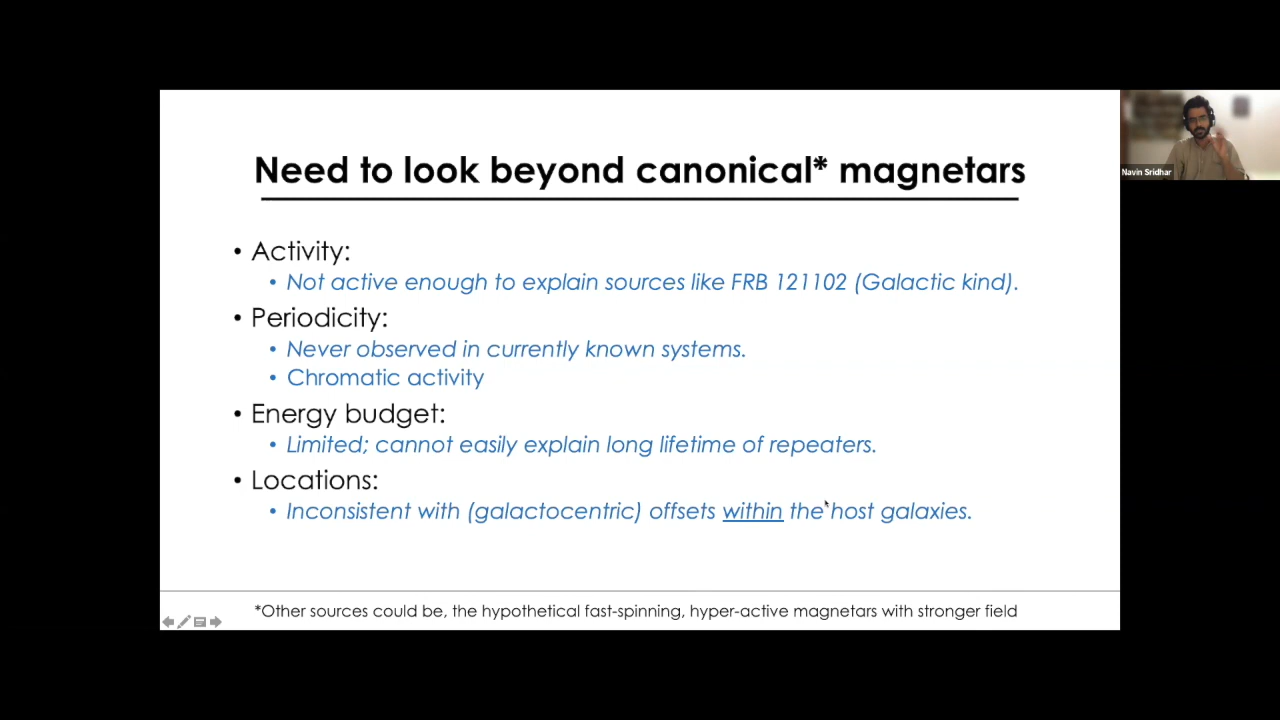 Need to look beyond canonical* magnetars
Navin Sridhar
• Activity:
• Not active enough to explain sources like FRB 121102 (Galactic kind).
• Periodicity:
• Never observed in currently known systems.
• Chromatic activity
• Energy budget:
• Limited; cannot easily explain long lifetime of repeaters.
• Locations:
• Inconsistent with (galactocentric) offsets within the host galaxies.
*Other sources could be, the hypothetical fast-spinning, hyper-active magnetars with stronger field